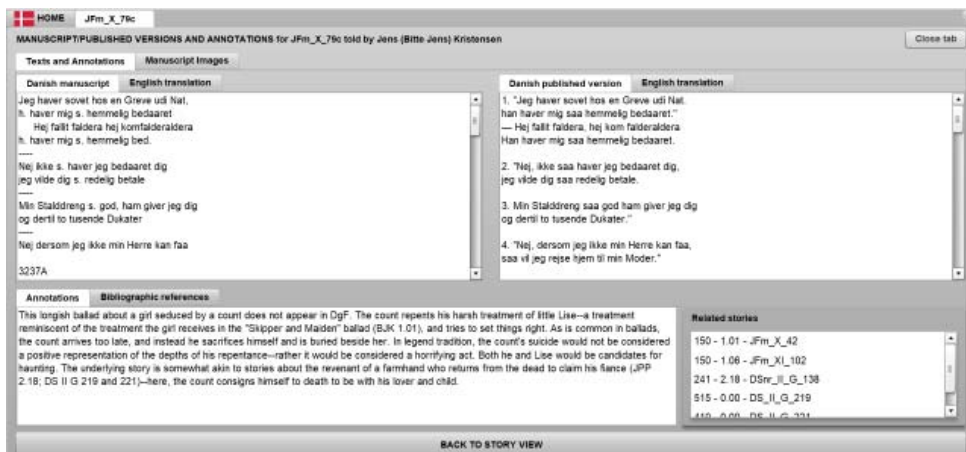 HOME JFm_X_79c
MANUSCRIPT/PUBLISHED VERSIONS AND ANNOTATIONS for JFm_X_79c told by Jens (Bitte Jens) Kristensen
Close tab
Texts and Annotations Manuscript Images
Danish manuscript English translation
Jeg haver sovet hos en Greve udi Nat,
h. haver mig s. hemmelig bedaaret
Hej fallit faldera hej komfalderaldera
h. haver mig s. hemmelig bed.
-----
Nej ikke s. haver jeg bedaaret dig
jeg vilde dig s. redelig betale
-----
Min Stalddreng s. god, ham giver jeg dig
og dertil to tusende Dukater
-----
Nej dersom jeg ikke min Herre kan faa
3237A
Danish published version English translation
1. "Jeg haver sovet hos en Greve udi Nat.
han haver mig saa hemmelig bedaaret."
— Hej fallit faldera, hej kom falderaldera
Han haver mig saa hemmelig bedaaret.
2. "Nej, ikke saa haver jeg bedaaret dig,
jeg vilde dig saa redelig betale.
3. Min Stalddreng saa god ham giver jeg dig
og dertil to tusende Dukater."
4. "Nej, dersom jeg ikke min Herre kan faa,
saa vil jeg rejse hjem til min Moder."
Annotations Bibliographic references
This longish ballad about a girl seduced by a count does not appear in DgF. The count repents his harsh treatment of little Lise--a treatment
reminiscent of the treatment the girl receives in the "Skipper and Maiden" ballad (BJK 1.01), and tries to set things right. As is common in ballads,
the count arrives too late, and instead he sacrifices himself and is buried beside her. In legend tradition, the count's suicide would not be considered
a positive representation of the depths of his repentance--rather it would be considered a horrifying act. Both he and Lise would be candidates for
haunting. The underlying story is somewhat akin to stories about the revenant of a farmhand who returns from the dead to claim his fiance (JPP
2.18; DS II G 219 and 221)--here, the count consigns himself to death to be with his lover and child.
Related stories
150 - 1.01 - JFm_X_42
150 - 1.06 - JFm_XI_102
241 - 2.18 - DSnr_II_G_138
515 - 0.00 - DS_II_G_219
410 - 0.00 - DS_II_G_221
BACK TO STORY VIEW